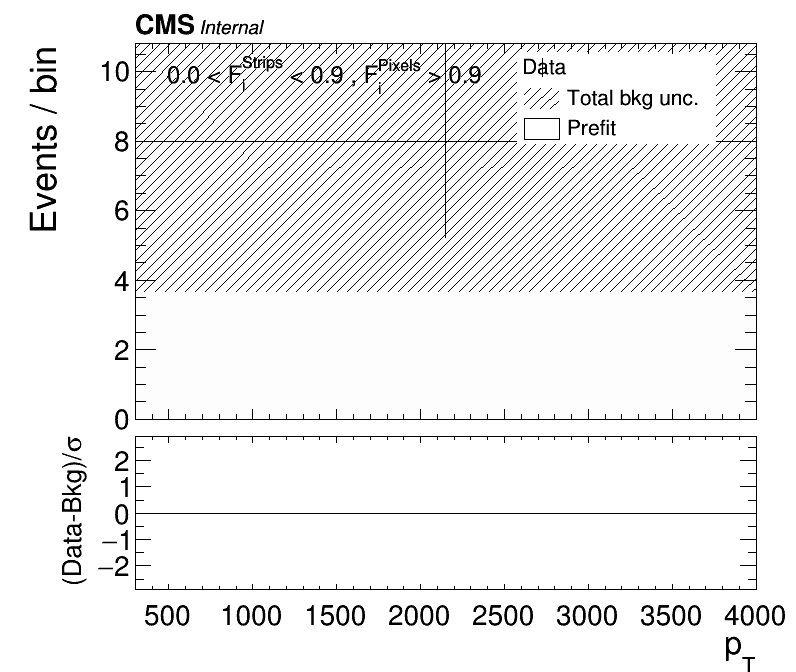 CMS Internal
Events / bin
0.0 < F_i^Strips < 0.9 , F_i^Pixels > 0.9
Data
Total bkg unc.
Prefit
10
8
6
4
2
0
(Data-Bkg)/σ
2
1
0
−1
−2
500 1000 1500 2000 2500 3000 3500 4000
p_T